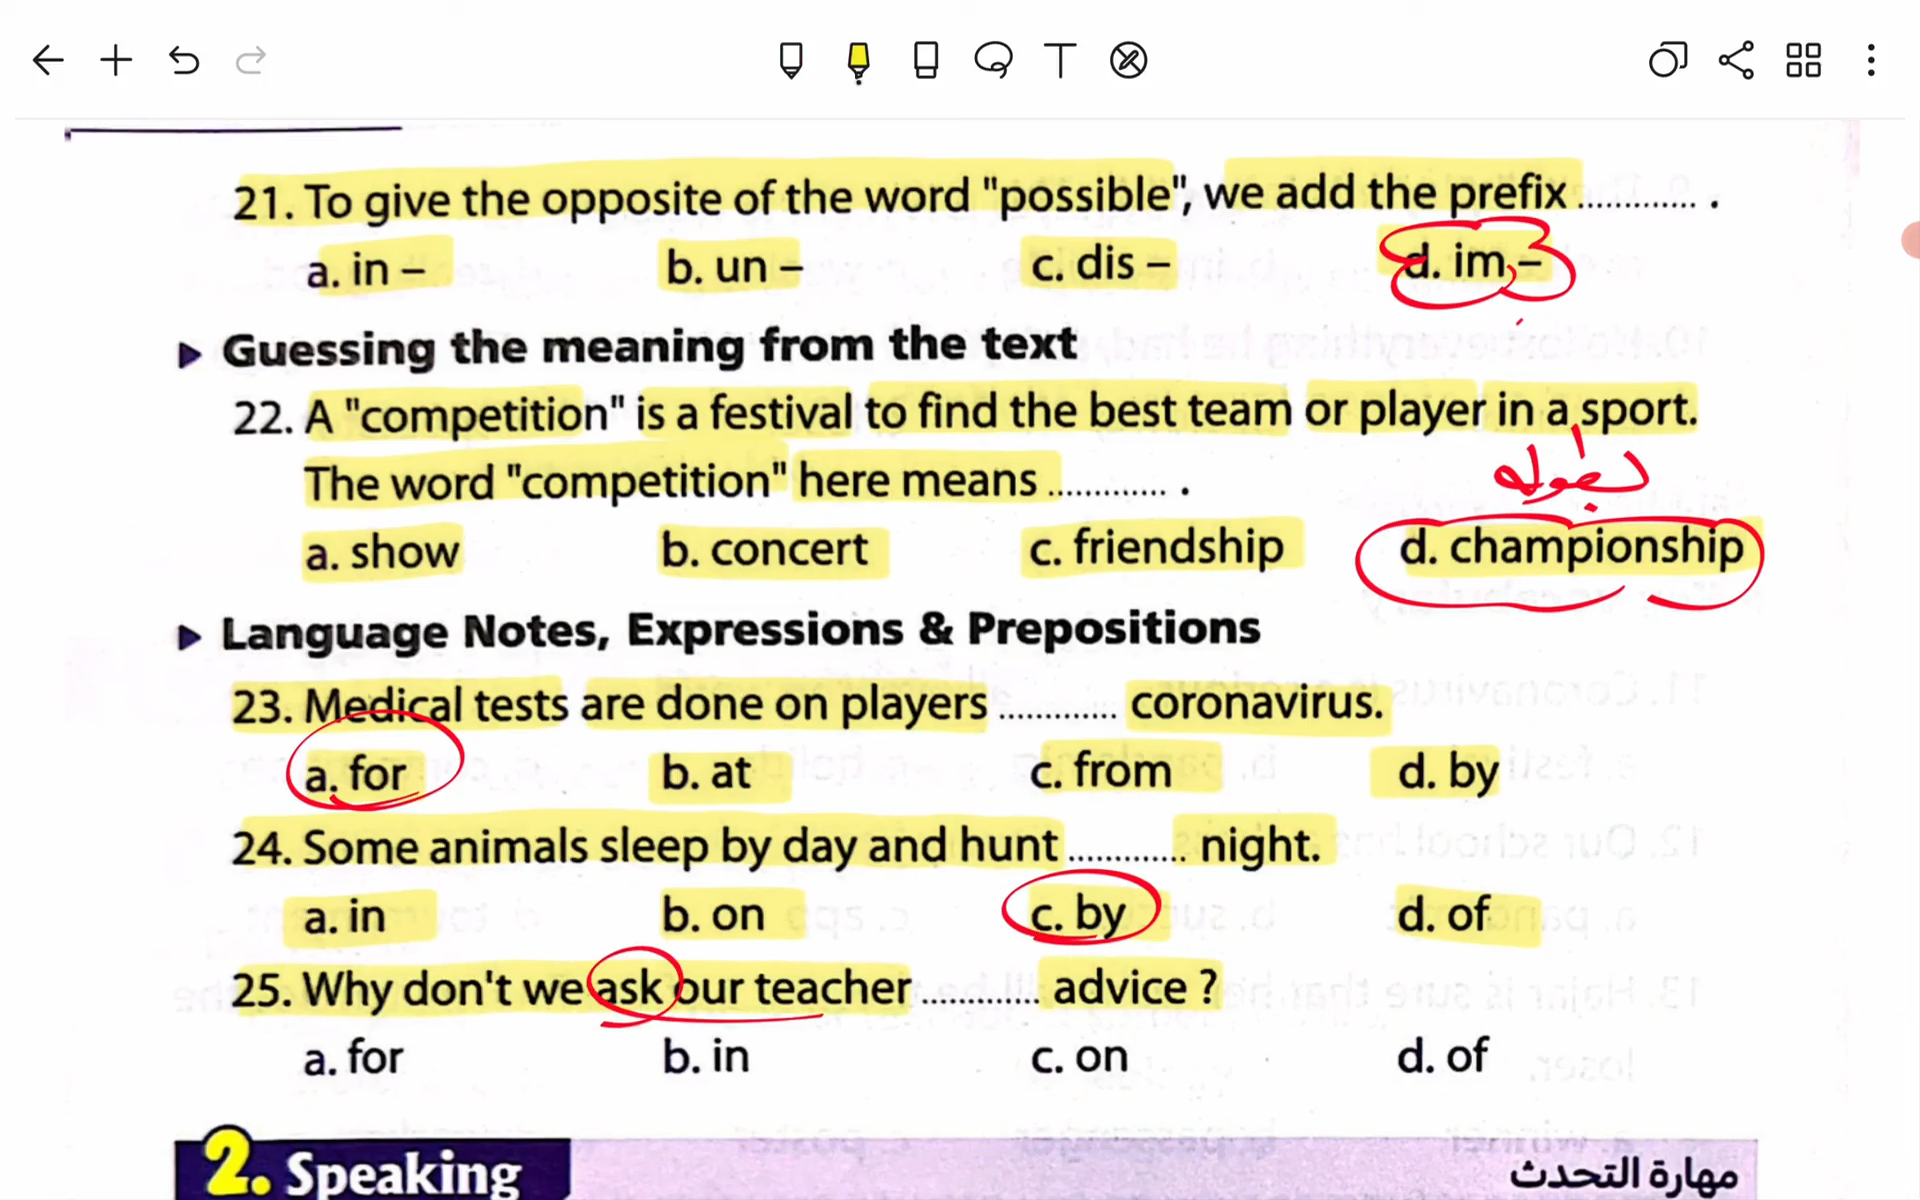 21. To give the opposite of the word "possible", we add the prefix ............ .
a. in – b. un – c. dis – d. im –
Guessing the meaning from the text
22. A "competition" is a festival to find the best team or player in a sport.
The word "competition" here means ............ .
بطوله
a. show b. concert c. friendship d. championship
Language Notes, Expressions & Prepositions
23. Medical tests are done on players ............ coronavirus.
a. for b. at c. from d. by
24. Some animals sleep by day and hunt ............ night.
a. in b. on c. by d. of
25. Why don't we ask our teacher ............ advice ?
a. for b. in c. on d. of
2. Speaking مهارة التحدث